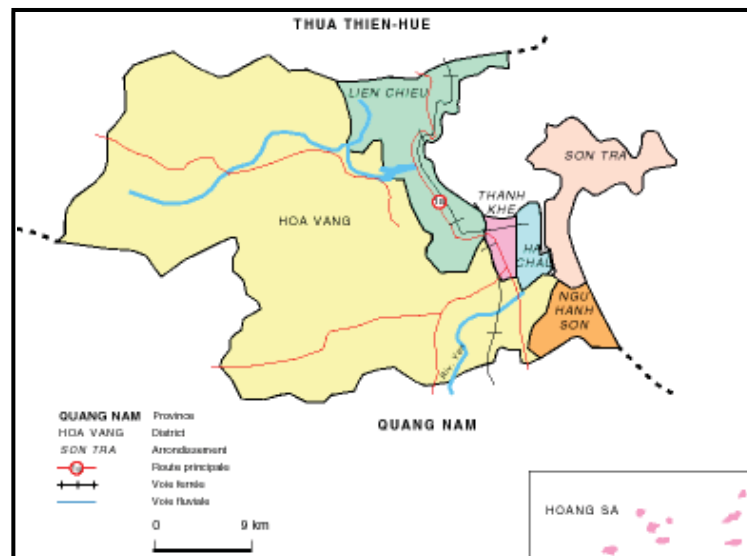 THUA THIEN-HUE
LIEN CHIEU
SON TRA
THANH
KHE
HOA VANG
HAI
CHAU
NGU
HANH
SON
Riv. Yen
QUANG NAM
QUANG NAM Province
HOA VANG District
SON TRA Arrondissement
Route principale
Voie ferrée
Voie fluviale
0 9 km
HOANG SA